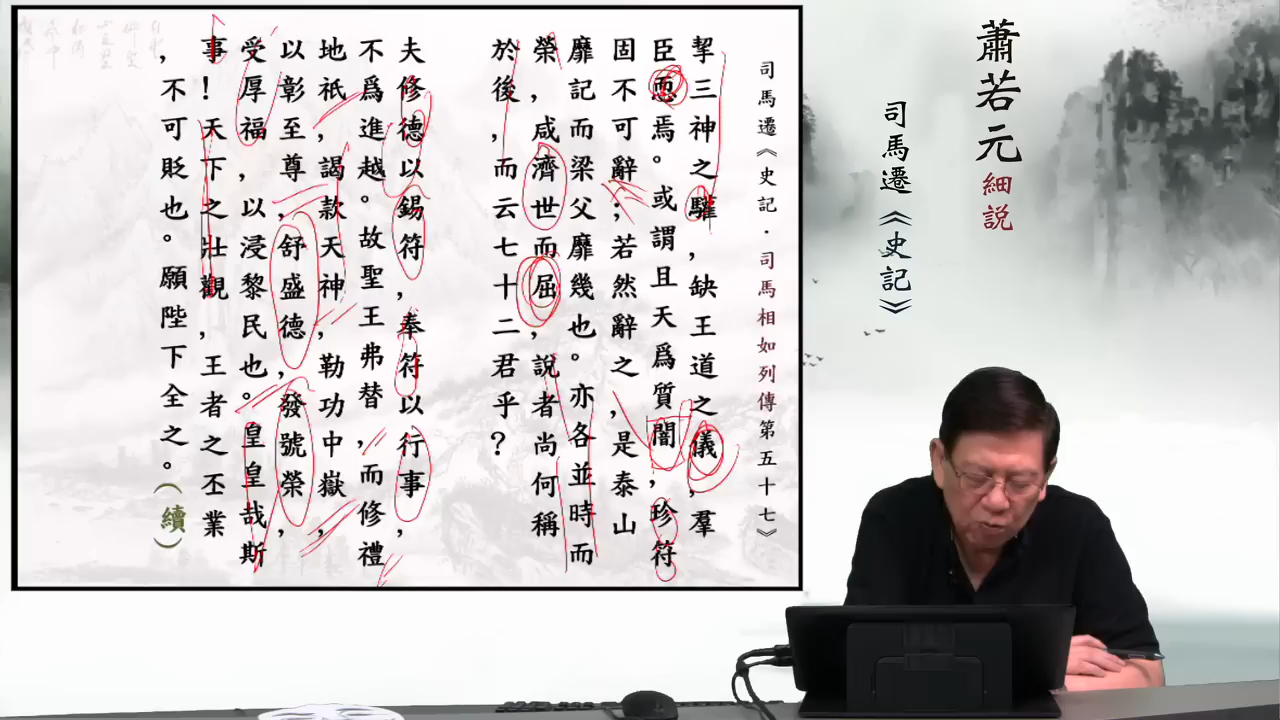 蕭若元細説
司馬遷《史記》
司馬遷《史記·司馬相如列傳第五十七》
挈三神之驩,缺王道之儀,羣
臣恧焉。或謂且天爲質闇,珍符
固不可辭;若然辭之,是泰山
靡記而梁父靡幾也。亦各並時而
榮,咸濟世而屈,說者尚何稱
於後,而云七十二君乎?
夫修德以錫符,奉符以行事,
不爲進越。故聖王弗替,而修禮
地祇,謁款天神,勒功中嶽,
以彰至尊,舒盛德,發號榮,
受厚福,以浸黎民也。皇皇哉斯
事!天下之壯觀,王者之丕業
,不可貶也。願陛下全之。(續)